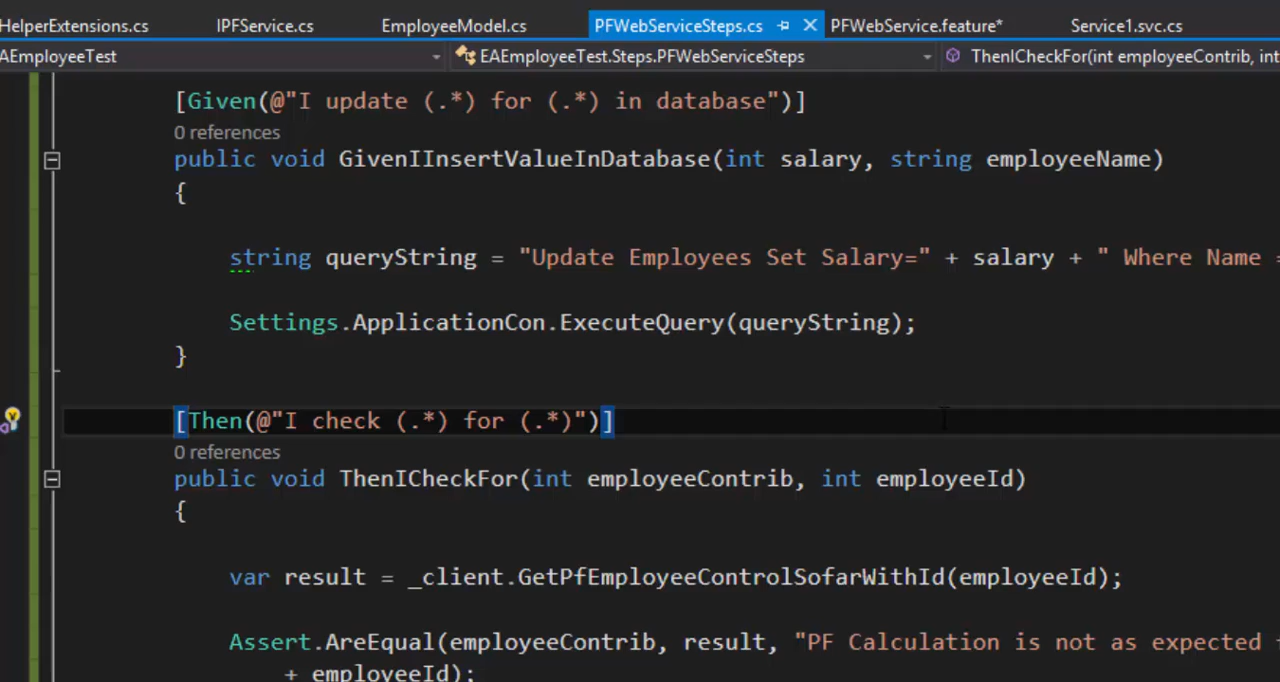 HelperExtensions.cs IPFService.cs EmployeeModel.cs PFWebServiceSteps.cs PFWebService.feature* Service1.svc.cs
AEmployeeTest EAEmployeeTest.Steps.PFWebServiceSteps ThenICheckFor(int employeeContrib, int
[Given(@"I update (.*) for (.*) in database")]
0 references
public void GivenIInsertValueInDatabase(int salary, string employeeName)
{
string queryString = "Update Employees Set Salary=" + salary + " Where Name =
Settings.ApplicationCon.ExecuteQuery(queryString);
}
[Then(@"I check (.*) for (.*)")]
0 references
public void ThenICheckFor(int employeeContrib, int employeeId)
{
var result = _client.GetPfEmployeeControlSofarWithId(employeeId);
Assert.AreEqual(employeeContrib, result, "PF Calculation is not as expected
+ employeeId);